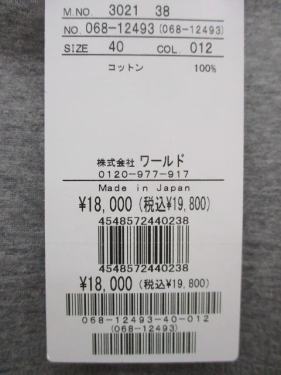 M.NO. 3021 38
NO. 068-12493 (068-12493)
SIZE 40 COL. 012
コットン 100%
株式会社 ワールド
0120-977-917
Made in Japan
¥18,000 (税込¥19,800)
4548572440238
4548572440238
¥18,000 (税込¥19,800)
068-12493-40-012
(068-12493)